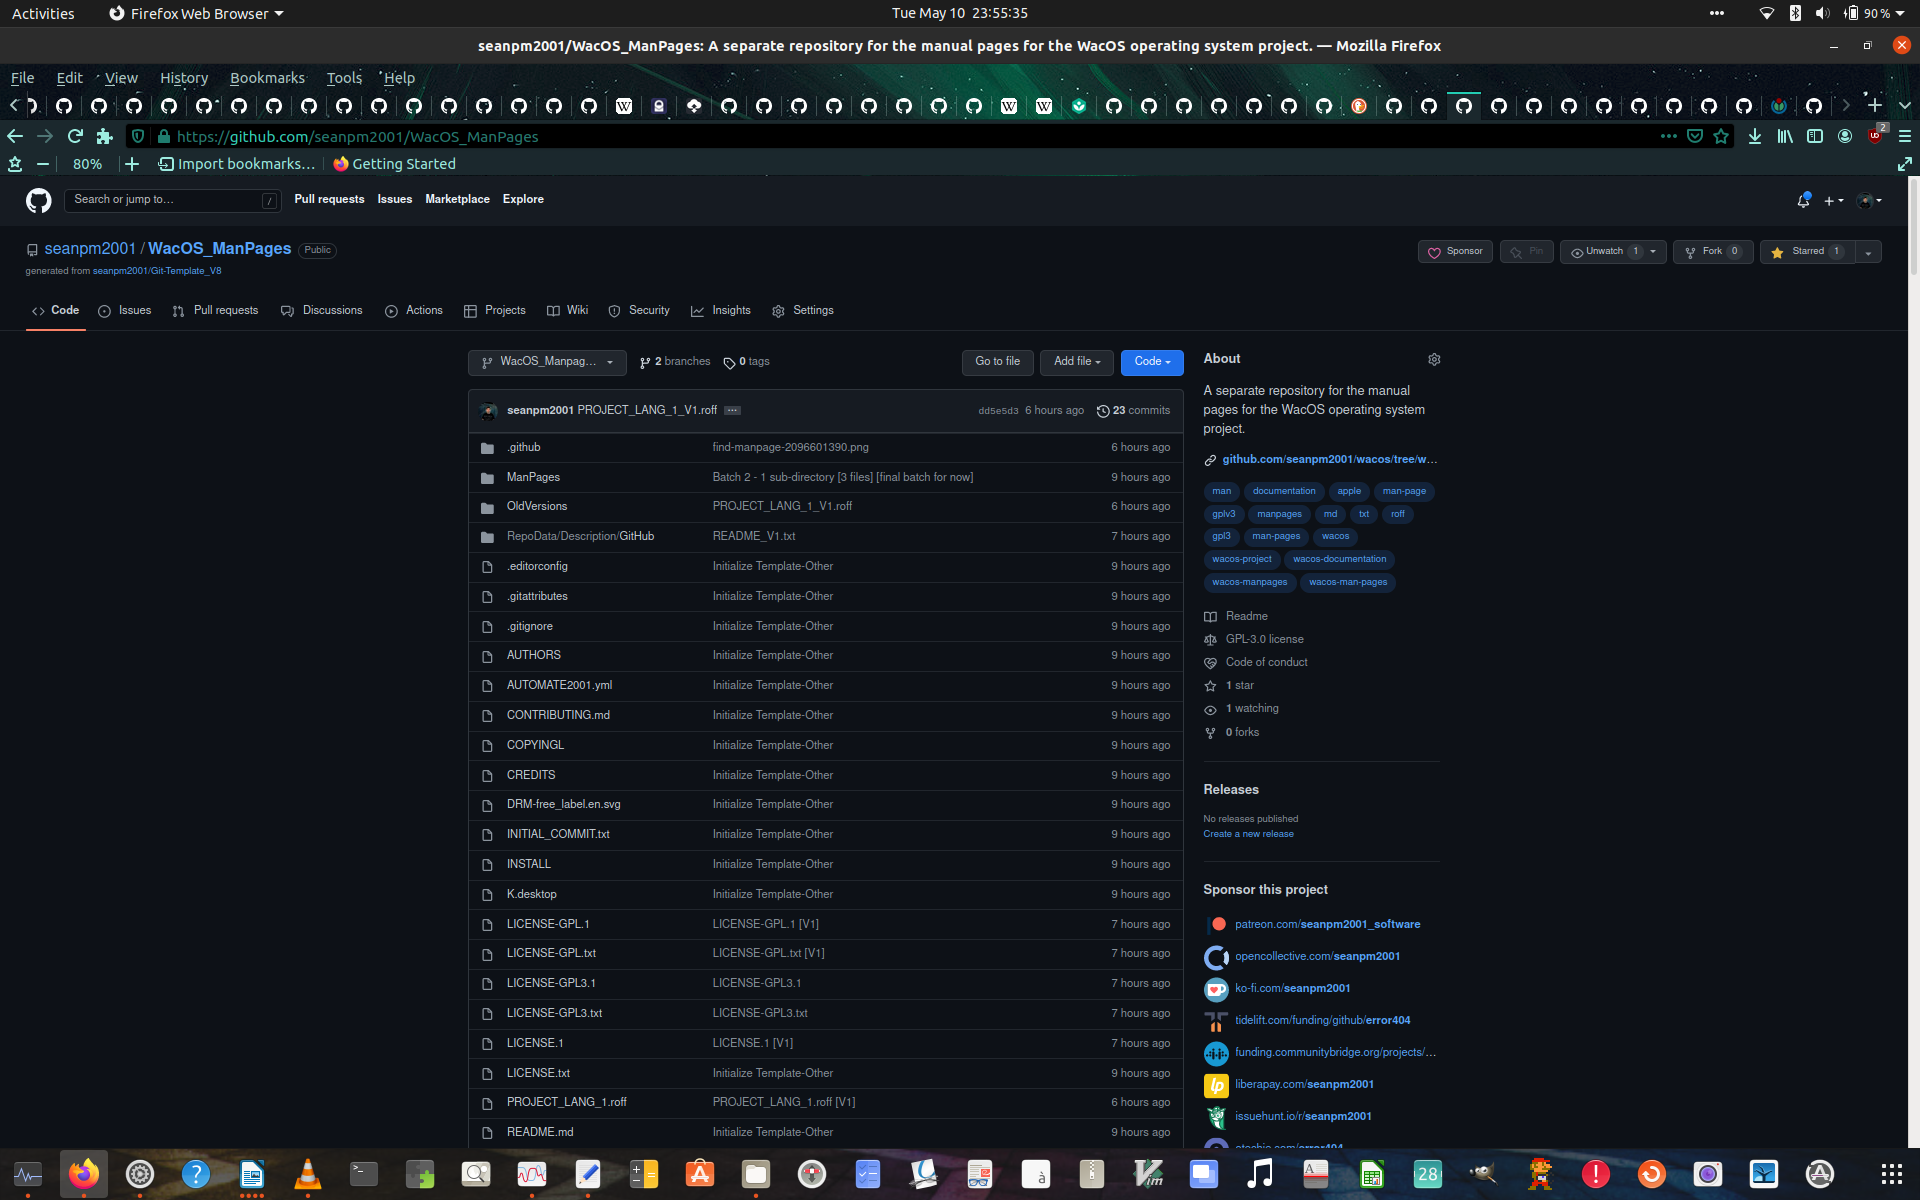 Activities
Firefox Web Browser
Tue May 10 23:55:35
90 %
seanpm2001/WacOS_ManPages: A separate repository for the manual pages for the WacOS operating system project. — Mozilla Firefox
File Edit View History Bookmarks Tools Help
https://github.com/seanpm2001/WacOS_ManPages
2
80% Import bookmarks… Getting Started
Search or jump to… /
Pull requests Issues Marketplace Explore
seanpm2001 / WacOS_ManPages Public
generated from seanpm2001/Git-Template_V8
Sponsor Pin Unwatch 1 Fork 0 Starred 1
Code Issues Pull requests Discussions Actions Projects Wiki Security Insights Settings
WacOS_Manpag… 2 branches 0 tags Go to file Add file Code
seanpm2001 PROJECT_LANG_1_V1.roff … dd5e5d3 6 hours ago 23 commits
.github find-manpage-2096601390.png 6 hours ago
ManPages Batch 2 - 1 sub-directory [3 files] [final batch for now] 9 hours ago
OldVersions PROJECT_LANG_1_V1.roff 6 hours ago
RepoData/Description/GitHub README_V1.txt 7 hours ago
.editorconfig Initialize Template-Other 9 hours ago
.gitattributes Initialize Template-Other 9 hours ago
.gitignore Initialize Template-Other 9 hours ago
AUTHORS Initialize Template-Other 9 hours ago
AUTOMATE2001.yml Initialize Template-Other 9 hours ago
CONTRIBUTING.md Initialize Template-Other 9 hours ago
COPYINGL Initialize Template-Other 9 hours ago
CREDITS Initialize Template-Other 9 hours ago
DRM-free_label.en.svg Initialize Template-Other 9 hours ago
INITIAL_COMMIT.txt Initialize Template-Other 9 hours ago
INSTALL Initialize Template-Other 9 hours ago
K.desktop Initialize Template-Other 9 hours ago
LICENSE-GPL.1 LICENSE-GPL.1 [V1] 7 hours ago
LICENSE-GPL.txt LICENSE-GPL.txt [V1] 7 hours ago
LICENSE-GPL3.1 LICENSE-GPL3.1 7 hours ago
LICENSE-GPL3.txt LICENSE-GPL3.txt 7 hours ago
LICENSE.1 LICENSE.1 [V1] 7 hours ago
LICENSE.txt Initialize Template-Other 9 hours ago
PROJECT_LANG_1.roff PROJECT_LANG_1.roff [V1] 6 hours ago
README.md Initialize Template-Other 9 hours ago
About
A separate repository for the manual
pages for the WacOS operating system
project.
github.com/seanpm2001/wacos/tree/w…
man documentation apple man-page
gplv3 manpages md txt roff
gpl3 man-pages wacos
wacos-project wacos-documentation
wacos-manpages wacos-man-pages
Readme
GPL-3.0 license
Code of conduct
1 star
1 watching
0 forks
Releases
No releases published
Create a new release
Sponsor this project
patreon.com/seanpm2001_software
opencollective.com/seanpm2001
ko-fi.com/seanpm2001
tidelift.com/funding/github/error404
funding.communitybridge.org/projects/…
liberapay.com/seanpm2001
issuehunt.io/r/seanpm2001
28